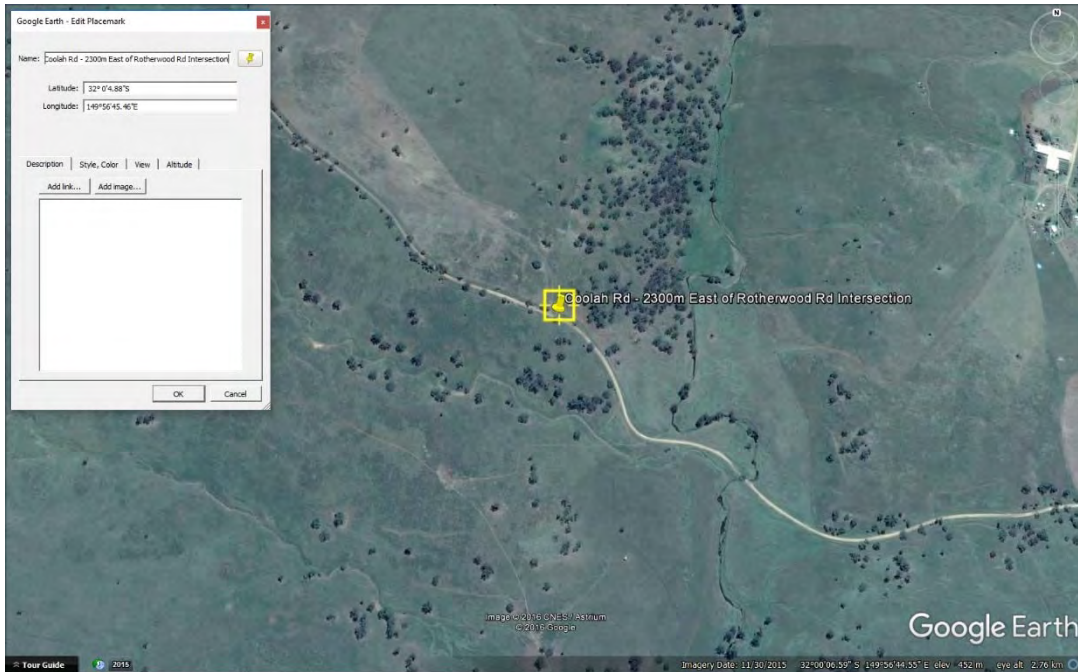 Google Earth - Edit Placemark
Name: Coolah Rd - 2300m East of Rotherwood Rd Intersection
Latitude: 32° 0'4.88"S
Longitude: 149°56'45.46"E
Description Style, Color View Altitude
Add link... Add image...
OK Cancel
N
Coolah Rd - 2300m East of Rotherwood Rd Intersection
Image © 2016 CNES / Astrium
© 2016 Google
Google Earth
Tour Guide 2015 Imagery Date: 11/30/2015 32°00'06.59" S 149°56'44.55" E elev 452 m eye alt 2.76 km